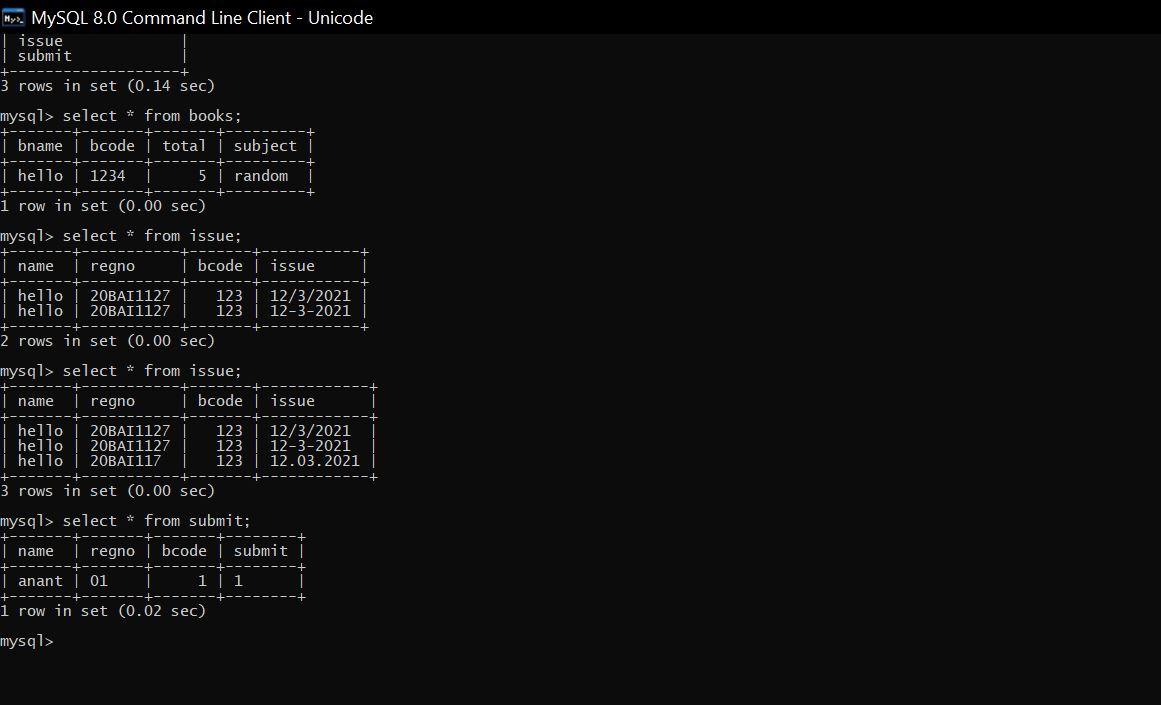 MySQL 8.0 Command Line Client - Unicode
| issue             |
| submit            |
+-------------------+
3 rows in set (0.14 sec)

mysql> select * from books;
+-------+-------+-------+---------+
| bname | bcode | total | subject |
+-------+-------+-------+---------+
| hello | 1234  |     5 | random  |
+-------+-------+-------+---------+
1 row in set (0.00 sec)

mysql> select * from issue;
+-------+-----------+-------+-----------+
| name  | regno     | bcode | issue     |
+-------+-----------+-------+-----------+
| hello | 20BAI1127 |   123 | 12/3/2021 |
| hello | 20BAI1127 |   123 | 12-3-2021 |
+-------+-----------+-------+-----------+
2 rows in set (0.00 sec)

mysql> select * from issue;
+-------+-----------+-------+------------+
| name  | regno     | bcode | issue      |
+-------+-----------+-------+------------+
| hello | 20BAI1127 |   123 | 12/3/2021  |
| hello | 20BAI1127 |   123 | 12-3-2021  |
| hello | 20BAI117  |   123 | 12.03.2021 |
+-------+-----------+-------+------------+
3 rows in set (0.00 sec)

mysql> select * from submit;
+-------+-------+-------+--------+
| name  | regno | bcode | submit |
+-------+-------+-------+--------+
| anant | 01    |     1 | 1      |
+-------+-------+-------+--------+
1 row in set (0.02 sec)

mysql>